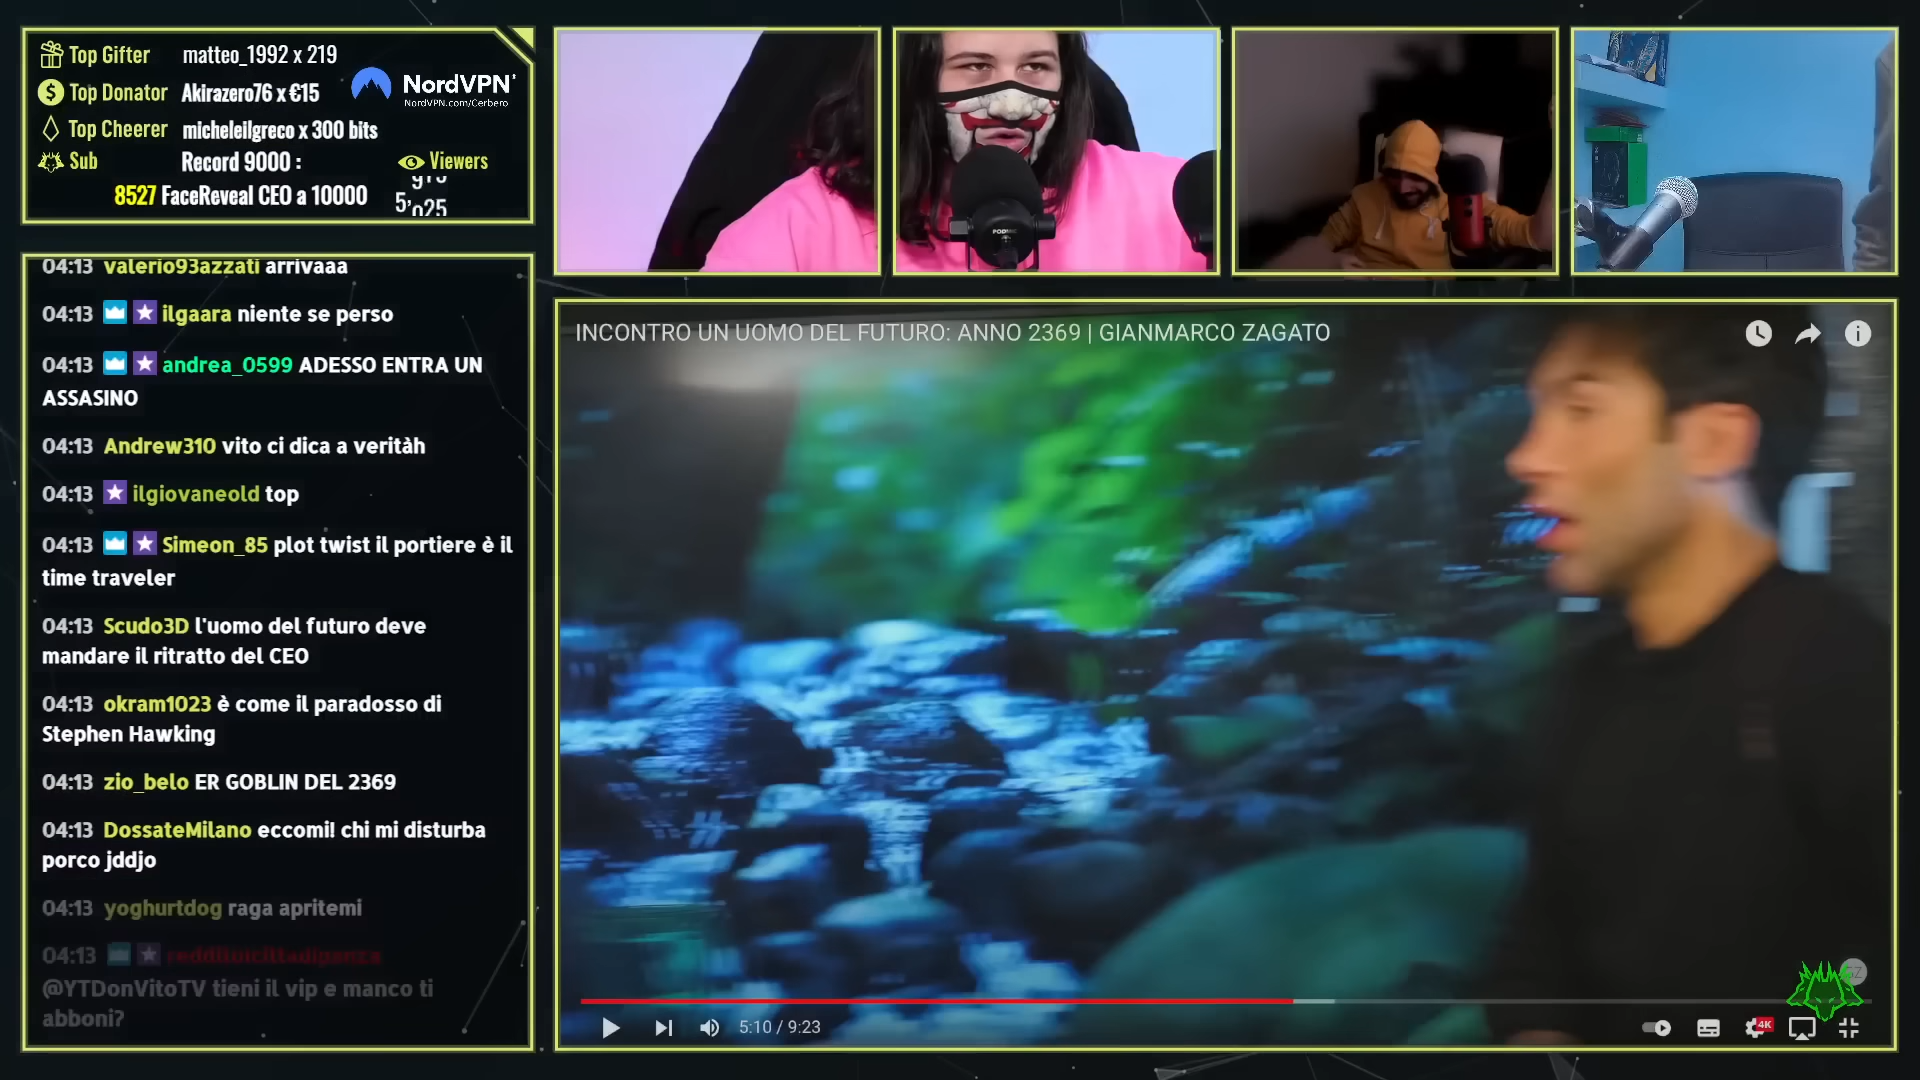 Top Gifter matteo_1992 x 219
Top Donator Akirazero76 x €15
NordVPN
NordVPN.com/Cerbero
Top Cheerer micheleilgreco x 300 bits
Sub Record 9000 : Viewers
8527 FaceReveal CEO a 10000
04:13 valerio93azzati arrivaaa
04:13 ilgaara niente se perso
04:13 andrea_0599 ADESSO ENTRA UN
ASSASINO
04:13 Andrew310 vito ci dica a veritàh
04:13 ilgiovaneold top
04:13 Simeon_85 plot twist il portiere è il
time traveler
04:13 Scudo3D l'uomo del futuro deve
mandare il ritratto del CEO
04:13 okram1023 è come il paradosso di
Stephen Hawking
04:13 zio_belo ER GOBLIN DEL 2369
04:13 DossateMilano eccomi! chi mi disturba
porco jddjo
04:13 yoghurtdog raga apritemi
04:13
@YTDonVitoTV tieni il vip e manco ti
abboni?
INCONTRO UN UOMO DEL FUTURO: ANNO 2369 | GIANMARCO ZAGATO
5:10 / 9:23
4K